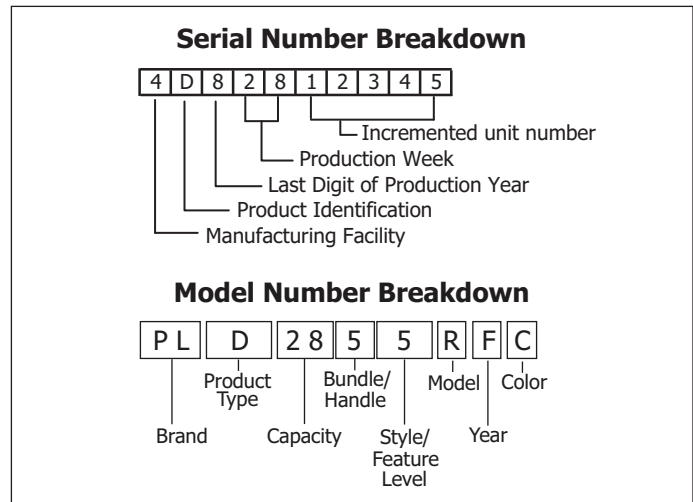 Serial Number Breakdown
4 D 8 2 8 1 2 3 4 5
Incremented unit number
Production Week
Last Digit of Production Year
Product Identification
Manufacturing Facility
Model Number Breakdown
P L D 2 8 5 5 R F C
Product
Type
Bundle/
Handle
Model
Color
Brand
Capacity
Style/
Feature
Level
Year